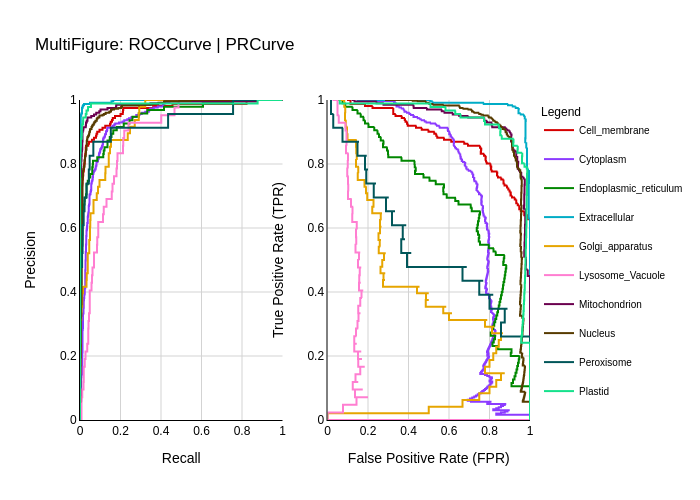 MultiFigure: ROCCurve | PRCurve
1
0.8
0.6
0.4
0.2
0
0
0.2
0.4
0.6
0.8
1
Precision
Recall
1
0.8
0.6
0.4
0.2
0
0
0.2
0.4
0.6
0.8
1
True Positive Rate (TPR)
False Positive Rate (FPR)
Legend
Cell_membrane
Cytoplasm
Endoplasmic_reticulum
Extracellular
Golgi_apparatus
Lysosome_Vacuole
Mitochondrion
Nucleus
Peroxisome
Plastid